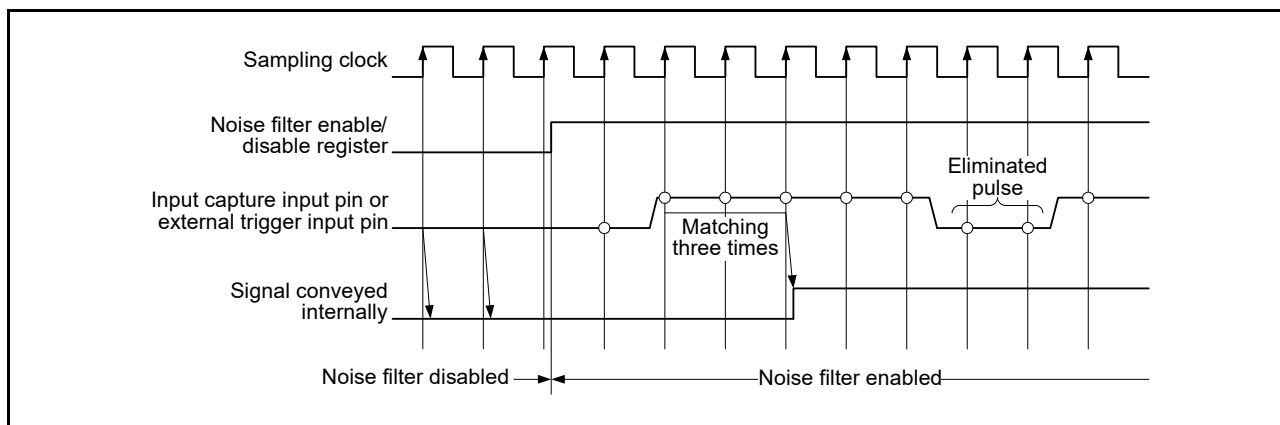 Sampling clock
Noise filter enable/
disable register
Eliminated
pulse
Input capture input pin or
external trigger input pin
Matching
three times
Signal conveyed
internally
Noise filter disabled
Noise filter enabled